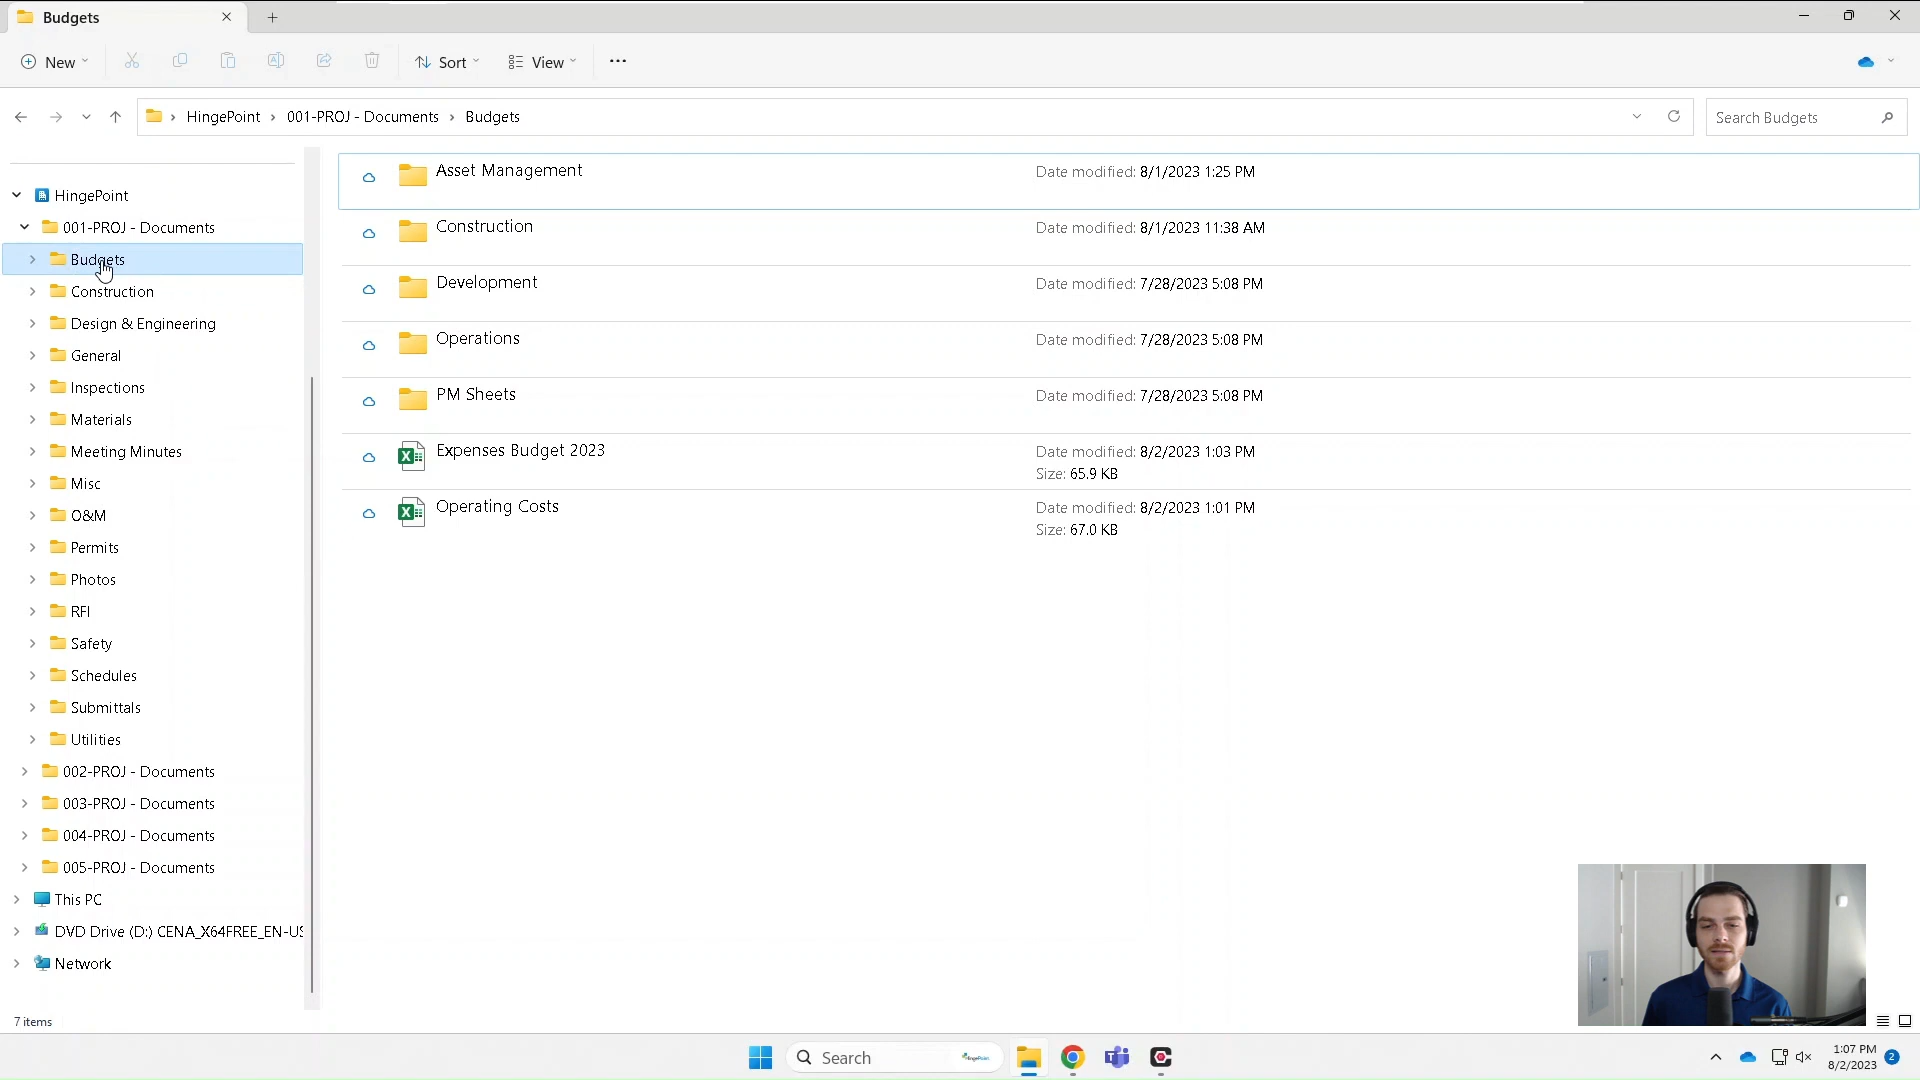 Budgets
New
Sort
View
HingePoint
001-PROJ - Documents
Budgets
Search Budgets
HingePoint
001-PROJ - Documents
Budgets
Construction
Design & Engineering
General
Inspections
Materials
Meeting Minutes
Misc
O&M
Permits
Photos
RFI
Safety
Schedules
Submittals
Utilities
002-PROJ - Documents
003-PROJ - Documents
004-PROJ - Documents
005-PROJ - Documents
This PC
DVD Drive (D:) CENA_X64FREE_EN-US
Network
Asset Management
Date modified: 8/1/2023 1:25 PM
Construction
Date modified: 8/1/2023 11:38 AM
Development
Date modified: 7/28/2023 5:08 PM
Operations
Date modified: 7/28/2023 5:08 PM
PM Sheets
Date modified: 7/28/2023 5:08 PM
Expenses Budget 2023
Date modified: 8/2/2023 1:03 PM
Size: 65.9 KB
Operating Costs
Date modified: 8/2/2023 1:01 PM
Size: 67.0 KB
7 items
Search
HingePoint
1:07 PM
8/2/2023
2